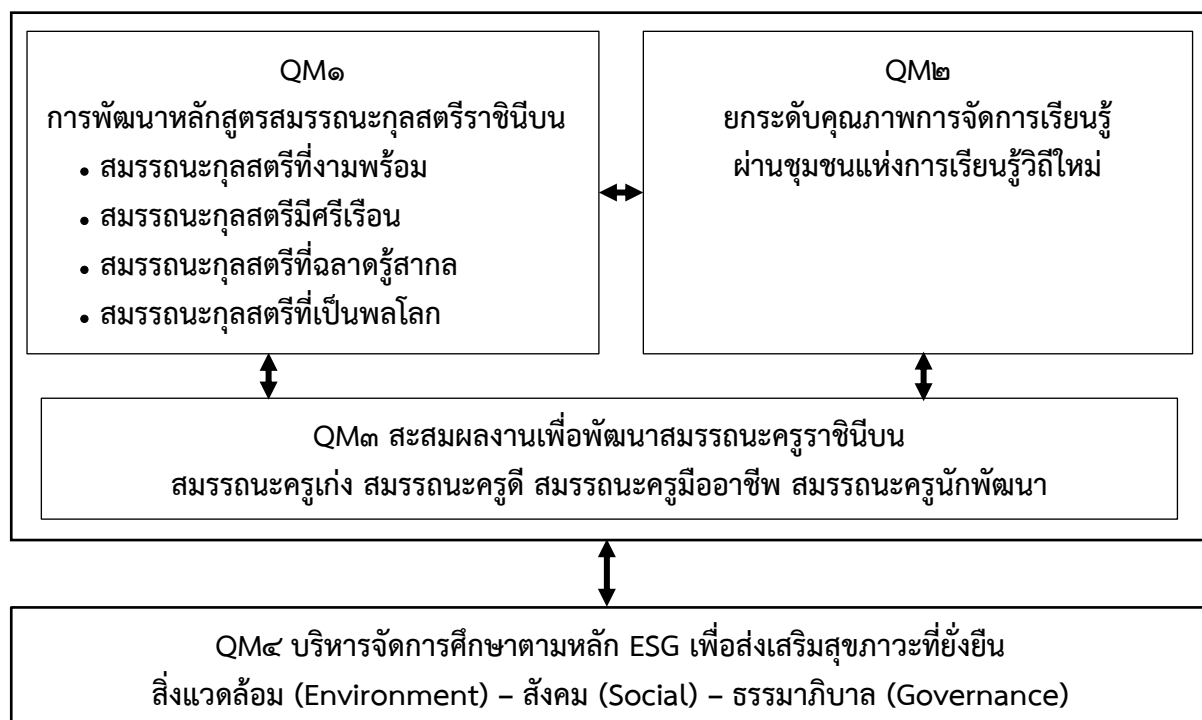 QM๑
การพัฒนาหลักสูตรสมรรถนะกุลสตรีราชินีบน
• สมรรถนะกุลสตรีที่งามพร้อม
• สมรรถนะกุลสตรีมีศรีเรือน
• สมรรถนะกุลสตรีที่ฉลาดรู้สากล
• สมรรถนะกุลสตรีที่เป็นพลโลก
QM๒
ยกระดับคุณภาพการจัดการเรียนรู้
ผ่านชุมชนแห่งการเรียนรู้วิถีใหม่
QM๓ สะสมผลงานเพื่อพัฒนาสมรรถนะครูราชินีบน
สมรรถนะครูเก่ง สมรรถนะครูดี สมรรถนะครูมืออาชีพ สมรรถนะครูนักพัฒนา
QM๔ บริหารจัดการศึกษาตามหลัก ESG เพื่อส่งเสริมสุขภาวะที่ยั่งยืน
สิ่งแวดล้อม (Environment) – สังคม (Social) – ธรรมาภิบาล (Governance)